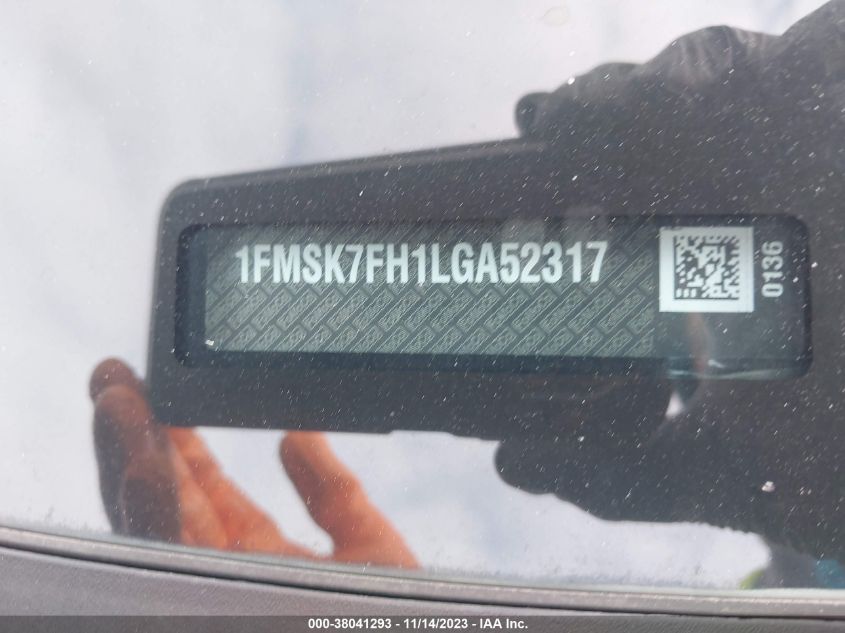 1FMSK7FH1LGA52317
0136
000-38041293 - 11/14/2023 - IAA Inc.